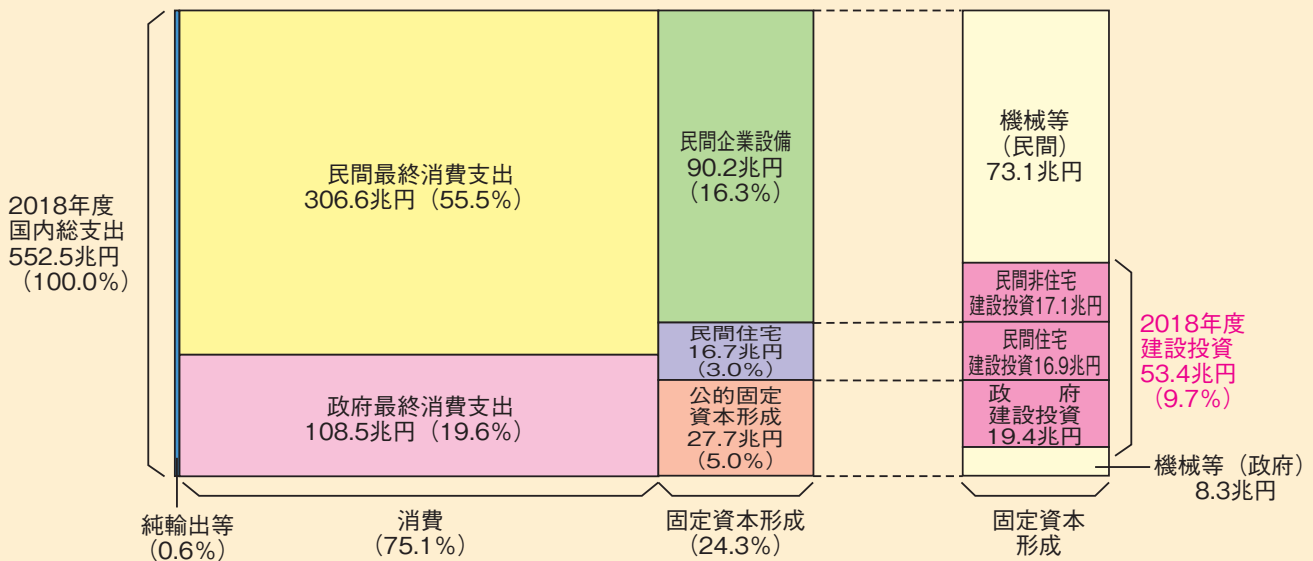 2018年度
国内総支出
552.5兆円
(100.0%)
民間最終消費支出
306.6兆円(55.5%)
政府最終消費支出
108.5兆円(19.6%)
民間企業設備
90.2兆円
(16.3%)
民間住宅
16.7兆円
(3.0%)
公的固定
資本形成
27.7兆円
(5.0%)
機械等
(民間)
73.1兆円
民間非住宅
建設投資17.1兆円
民間住宅
建設投資16.9兆円
政 府
建設投資
19.4兆円
2018年度
建設投資
53.4兆円
(9.7%)
機械等(政府)
8.3兆円
純輸出等
(0.6%)
消費
(75.1%)
固定資本形成
(24.3%)
固定資本
形成